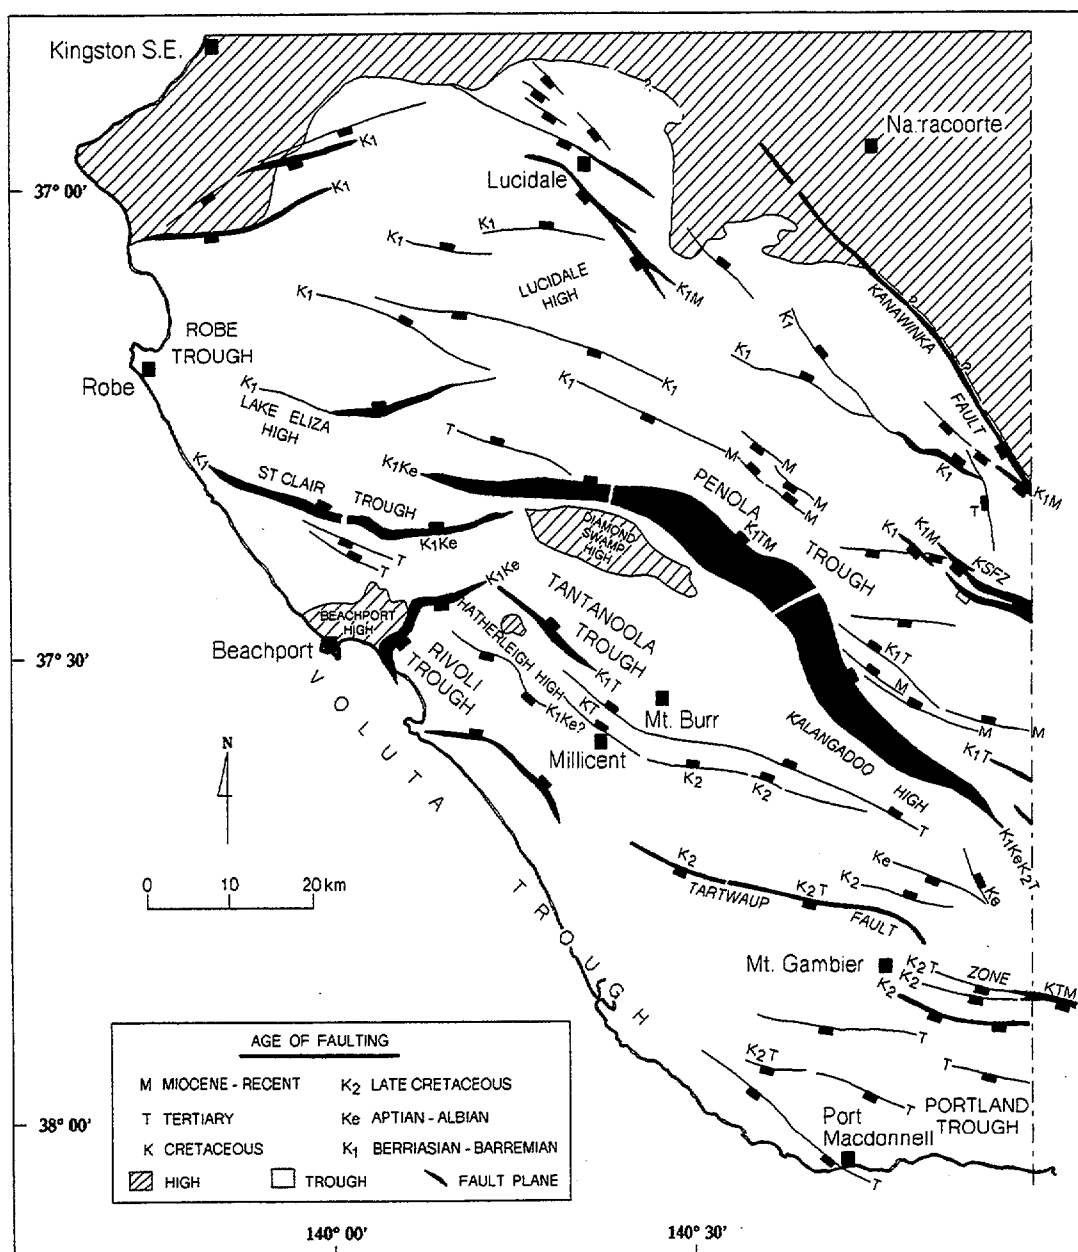 Kingston S.E.
Narracoorte
K1
37° 00'
K1
Lucidale
K1
K1
LUCIDALE
HIGH
K1M
KANAWINKA
FAULT
?
?
?
K1
K1
K1
ROBE
TROUGH
Robe
K1
K1
K1
LAKE ELIZA
HIGH
T
M
M
M
M
K1
K1M
T
K1
ST CLAIR
TROUGH
K1Ke
K1Ke
PENOLA
TROUGH
K1TM
DIAMOND
SWAMP
HIGH
T
T
K1
K1M
KSFZ
K1Ke
TANTANOOLA
TROUGH
BEACHPORT
HIGH
Beachport
37° 30'
HATHERLEIGH HIGH
RIVOLI
TROUGH
K1T
K1T
M
M
M
K1T
KT
K1Ke?
Mt. Burr
Millicent
K2
K2
KALANGADOO
HIGH
T
K1KeK2T
VOLUTA
TROUGH
N
0 10 20 km
K2
TARTWAUP
K2T
FAULT
ZONE
Ke
K2
Ke
Mt. Gambier
K2T
K2
K2
KTM
T
K2T
T
T
PORTLAND
TROUGH
Port
Macdonnell
T
38° 00'
AGE OF FAULTING
M MIOCENE - RECENT
K2 LATE CRETACEOUS
T TERTIARY
Ke APTIAN - ALBIAN
K CRETACEOUS
K1 BERRIASIAN - BARREMIAN
HIGH
TROUGH
FAULT PLANE
140° 00'
140° 30'